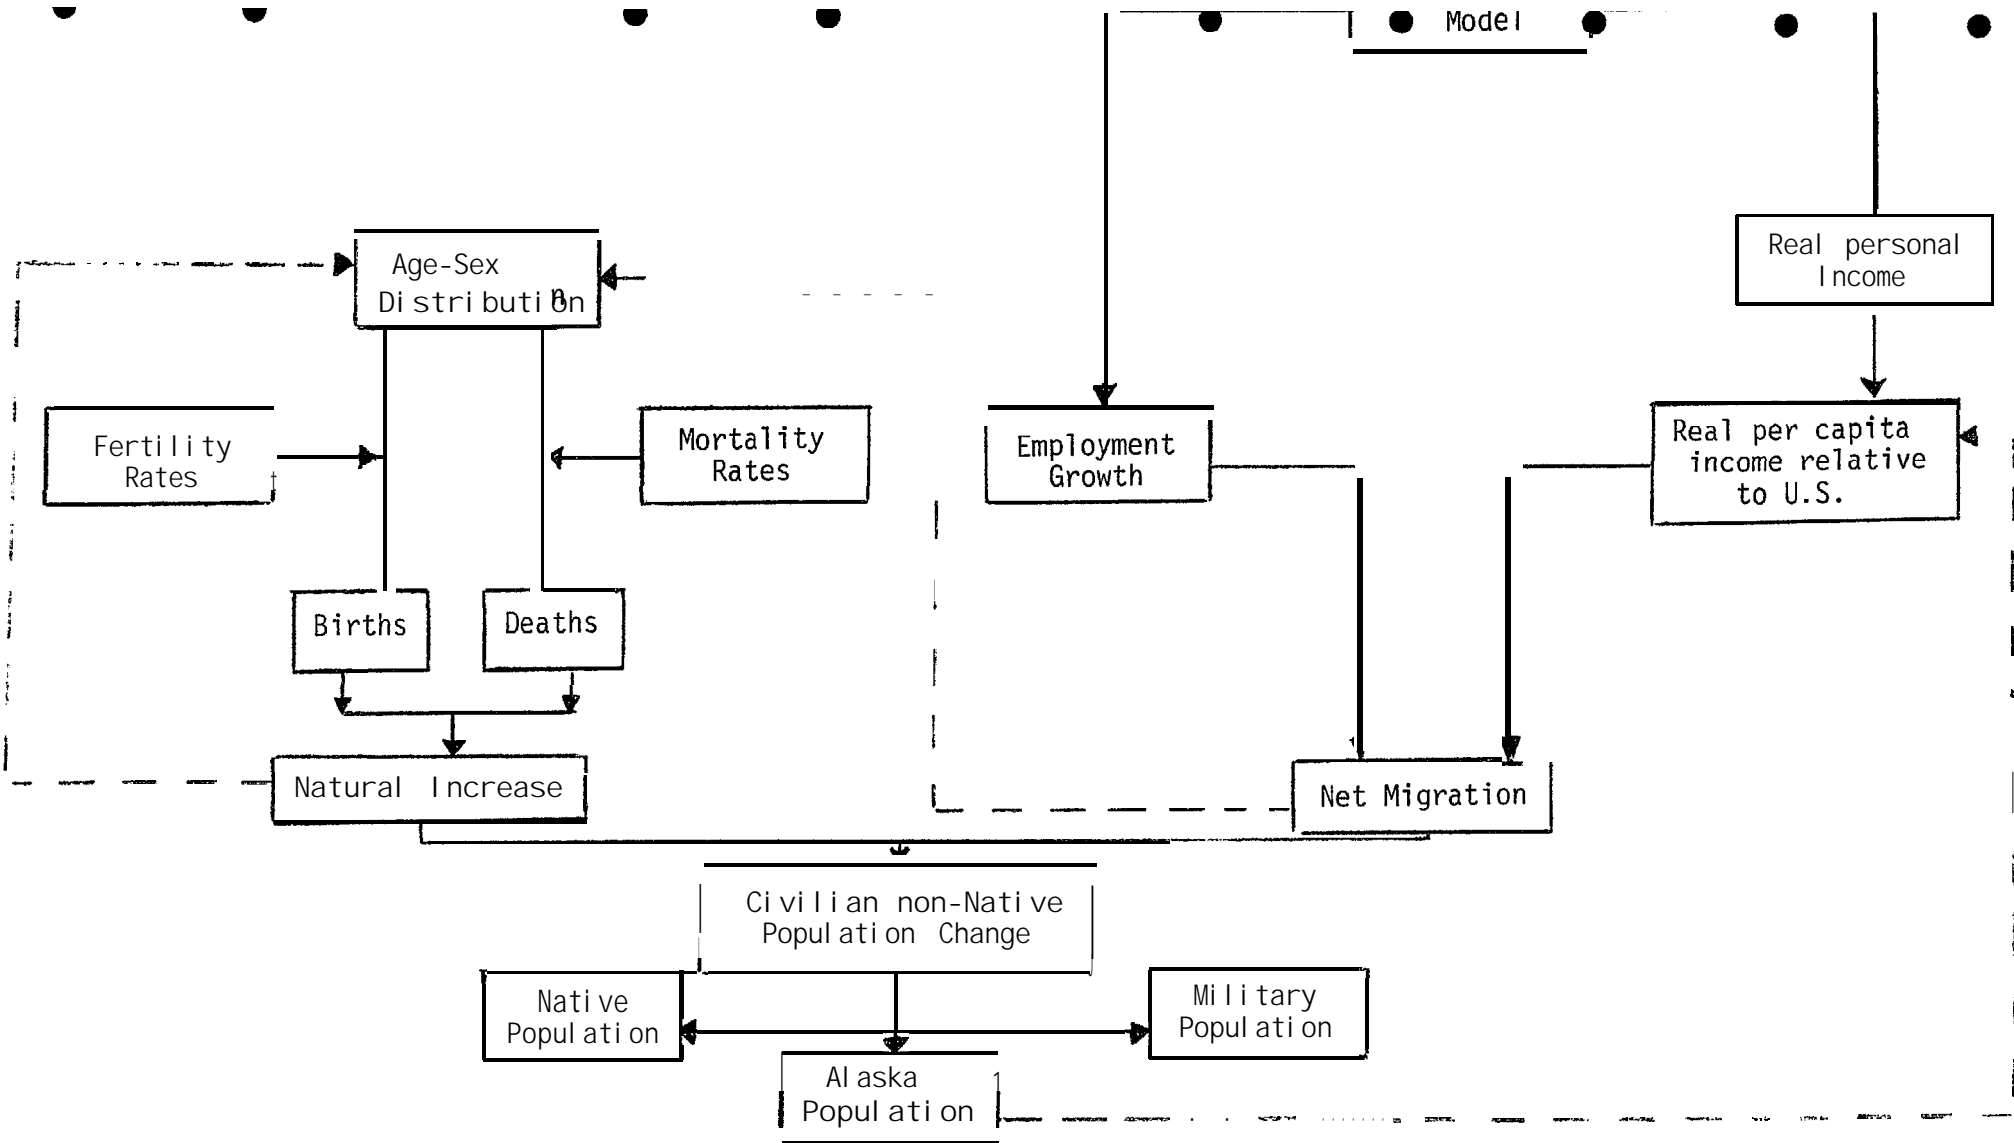 Model
Real personal
Income
Age-Sex
Distribution
Fertility
Rates
Mortality
Rates
Employment
Growth
Real per capita
income relative
to U.S.
Births
Deaths
Natural Increase
Net Migration
Civilian non-Native
Population Change
Native
Population
Military
Population
Alaska
Population